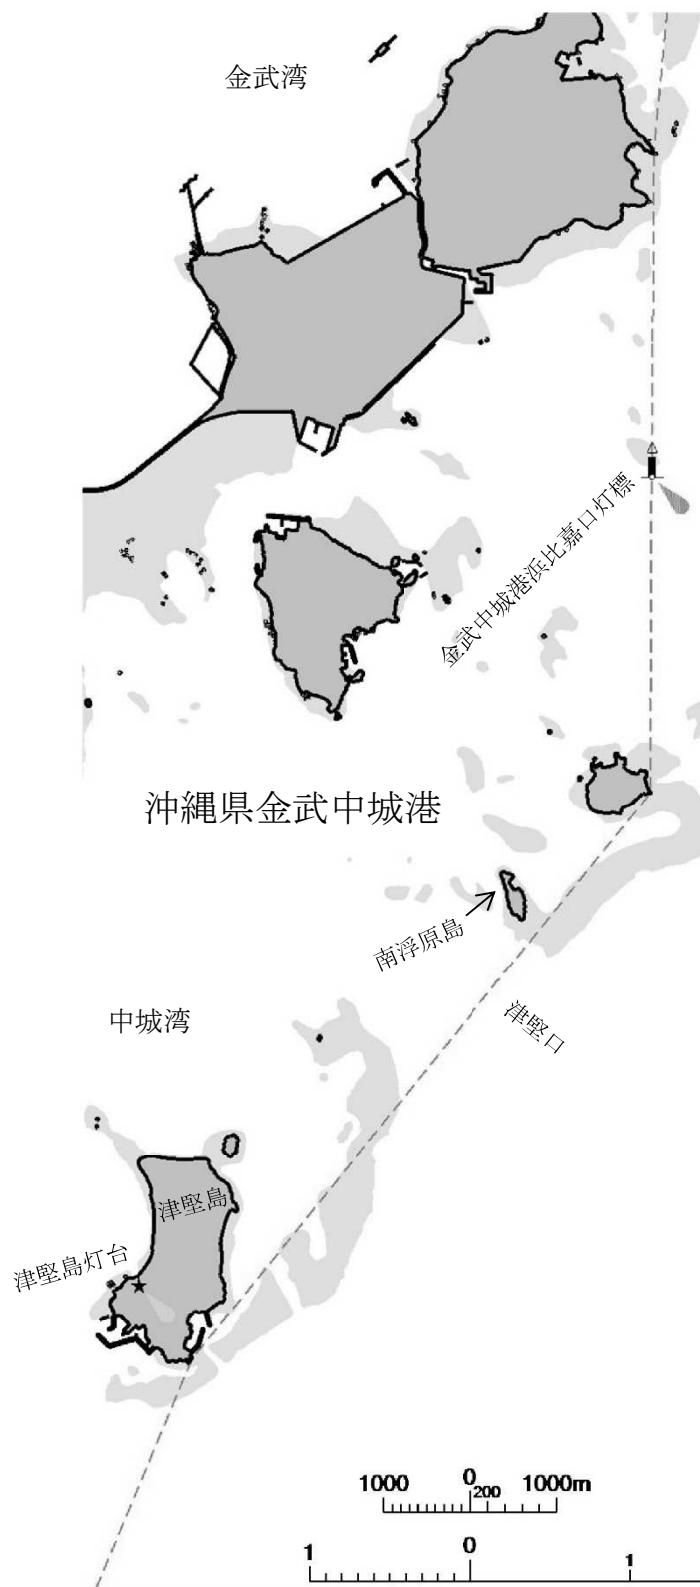 金武湾
金武中城港浜比嘉口灯標
沖縄県金武中城港
南浮原島
津堅口
中城湾
津堅島
津堅島灯台
1000 0 200 1000m
1 0 1